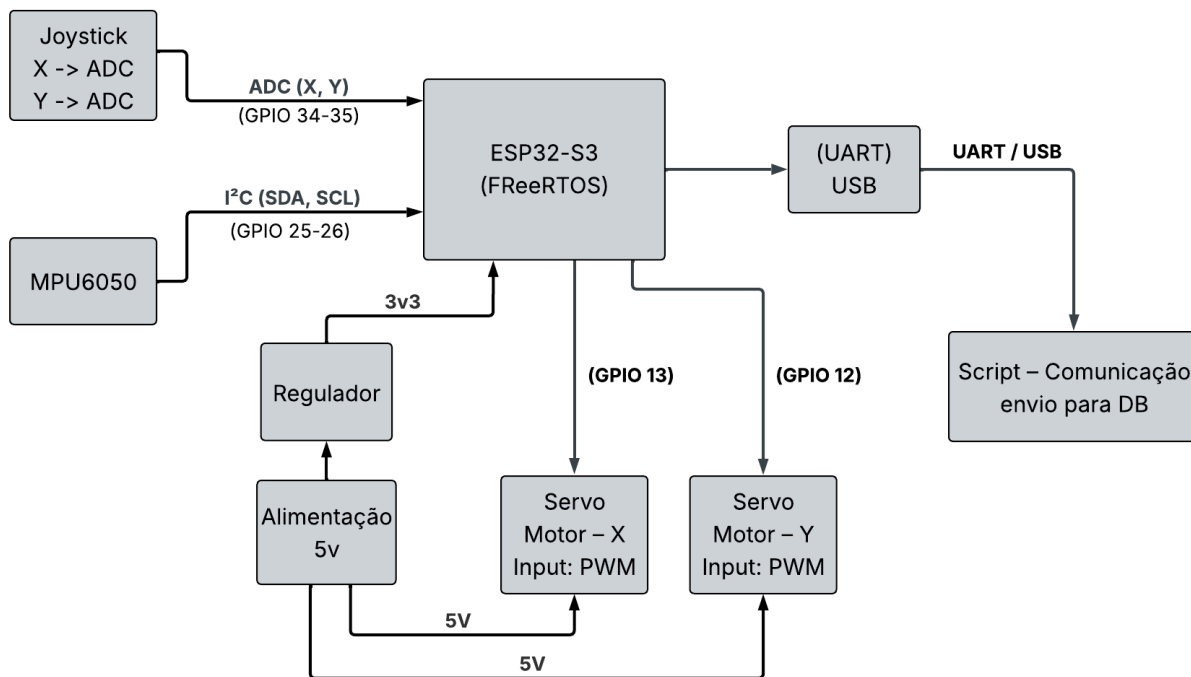 Joystick
X -> ADC
Y -> ADC
ADC (X, Y)
(GPIO 34-35)
ESP32-S3
(FReeRTOS)
(UART)
USB
UART / USB
I²C (SDA, SCL)
(GPIO 25-26)
MPU6050
3v3
Regulador
(GPIO 13)
(GPIO 12)
Script – Comunicação
envio para DB
Alimentação
5v
Servo
Motor – X
Input: PWM
Servo
Motor – Y
Input: PWM
5V
5V